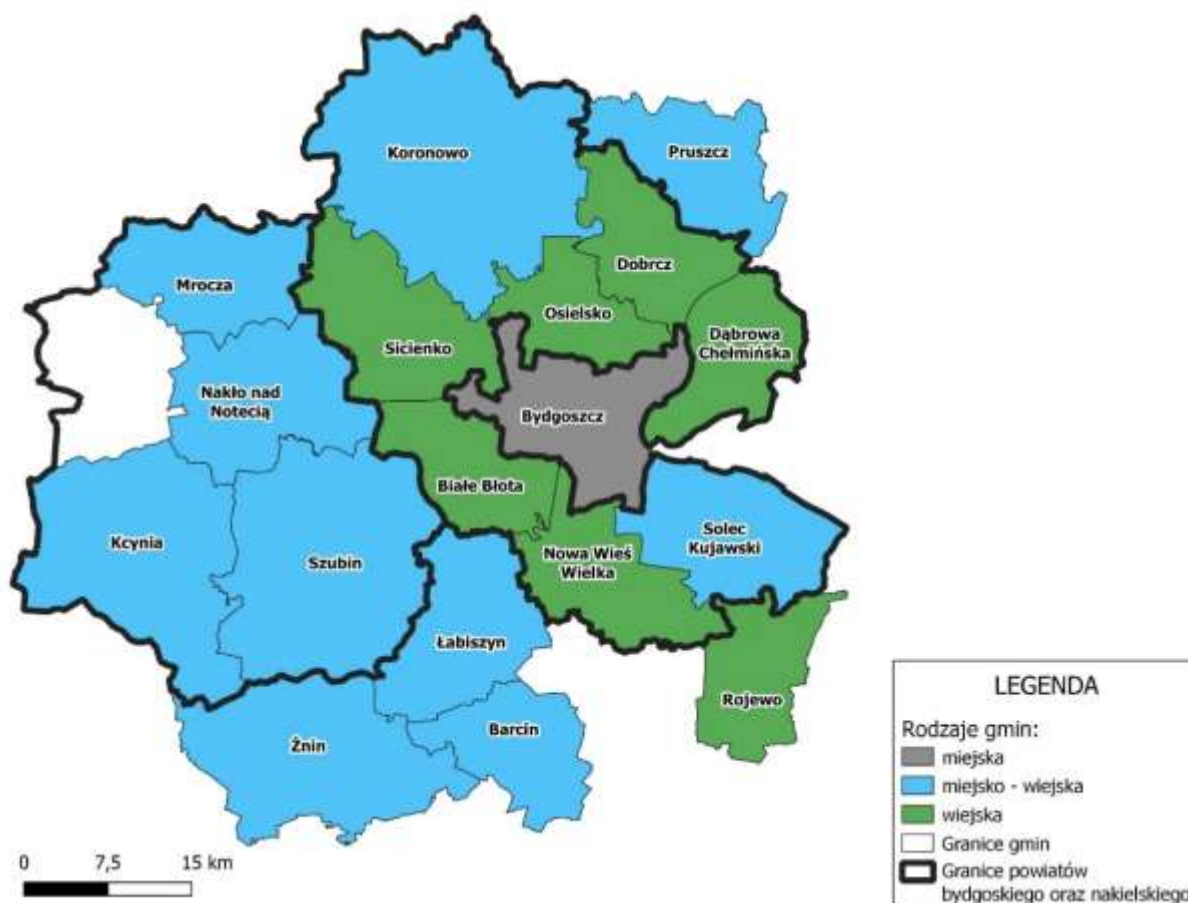 Koronowo
Pruszcz
Mrocza
Dobrcz
Osielsko
Sicienko
Dąbrowa
Chełmińska
Nakło nad
Notecią
Bydgoszcz
Białe Błota
Kcynia
Szubin
Solec
Kujawski
Nowa Wieś
Wielka
Łabiszyn
Rojewo
Żnin
Barcin
0 7,5 15 km
LEGENDA
Rodzaje gmin:
miejska
miejsko - wiejska
wiejska
Granice gmin
Granice powiatów
bydgoskiego oraz nakielskiego